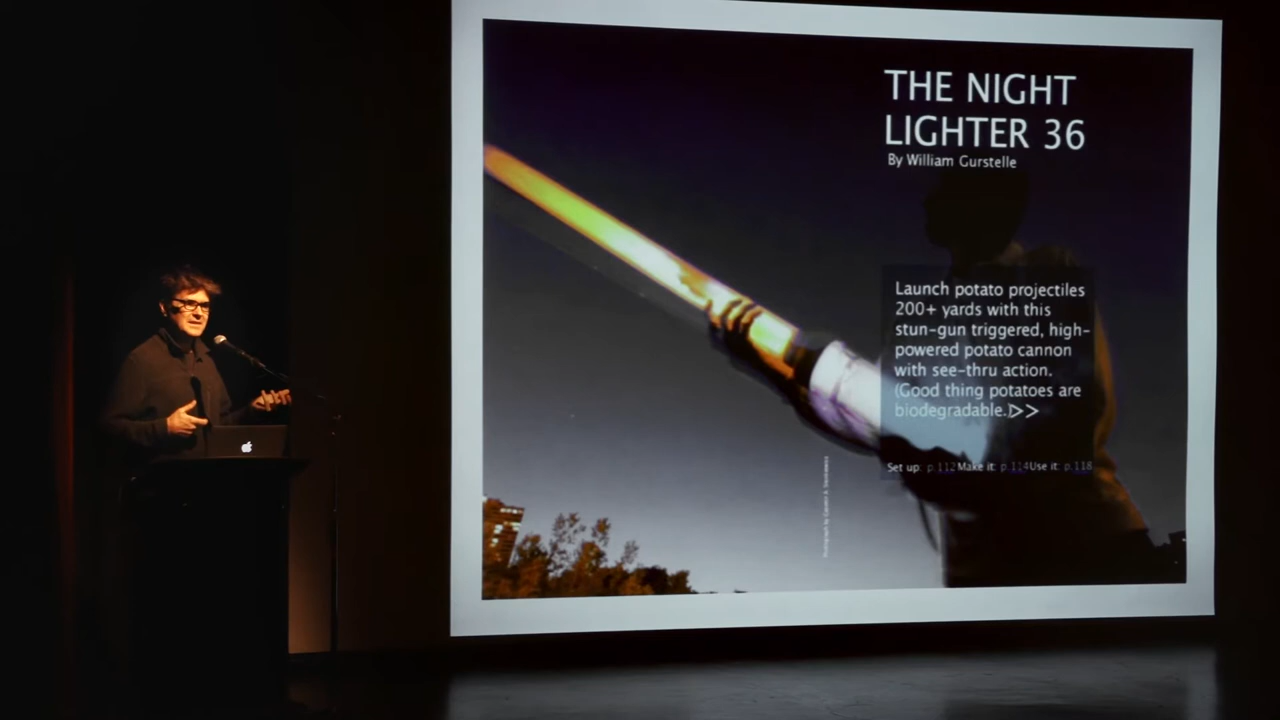 THE NIGHT
LIGHTER 36
By William Gurstelle
Launch potato projectiles
200+ yards with this
stun-gun triggered, high-
powered potato cannon
with see-thru action.
(Good thing potatoes are
biodegradable.)>>
Set up: p.112 Make it: p.114 Use it: p.118